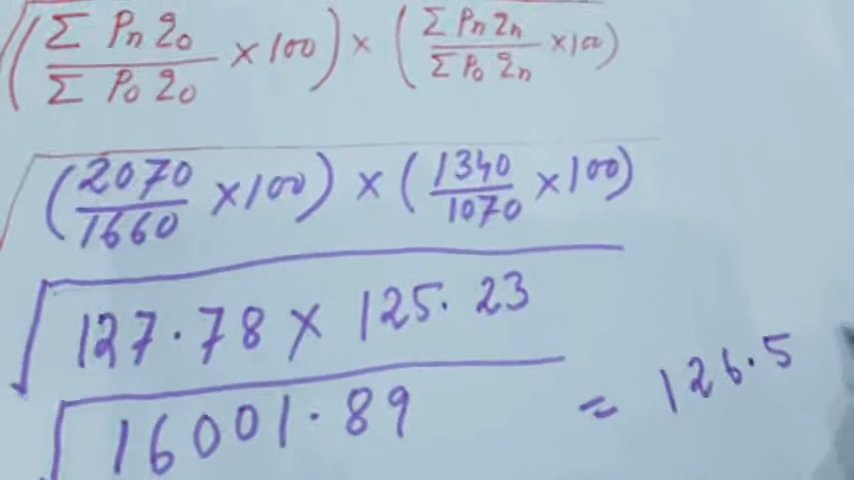 √((Σ Pn q0 / Σ P0 q0) × 100) × (Σ Pn qn / Σ P0 qn × 100)
√(2070/1660 × 100) × (1340/1070 × 100)
√127.78 × 125.23
√16001.89 = 126.5